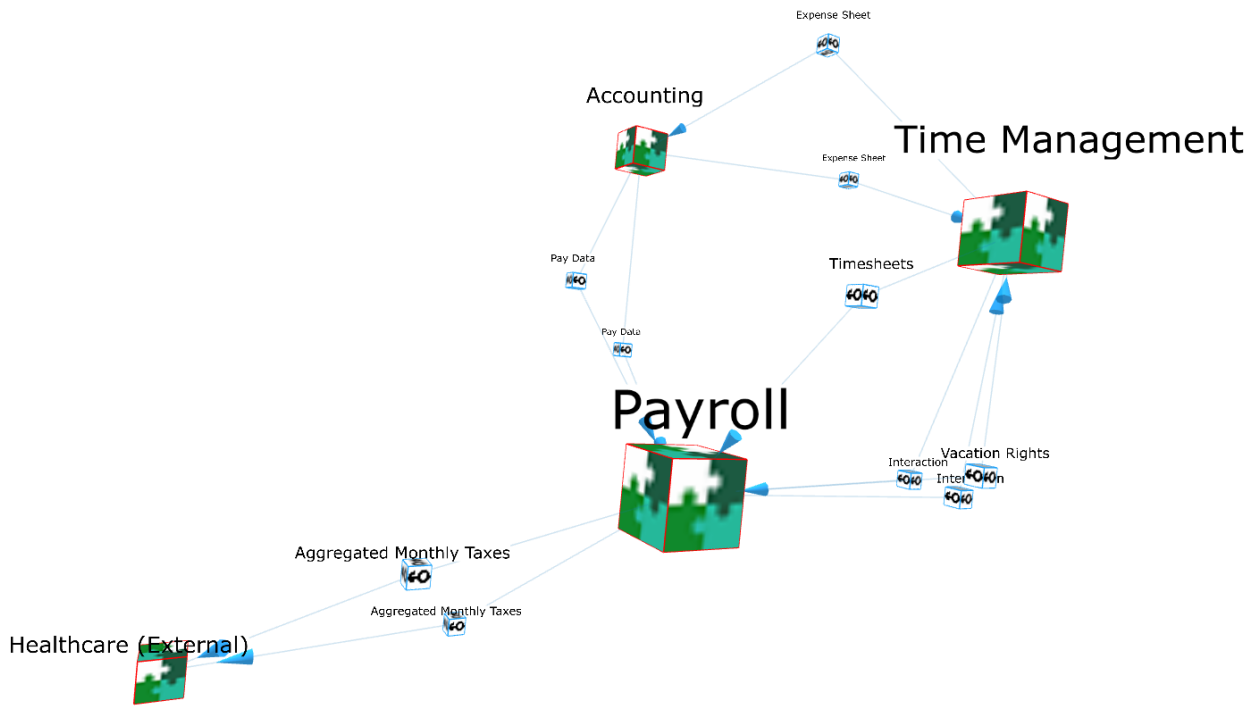 Expense Sheet
Accounting
Time Management
Expense Sheet
Pay Data
Timesheets
Pay Data
Payroll
Interaction
Vacation Rights
Aggregated Monthly Taxes
Aggregated Monthly Taxes
Healthcare (External)